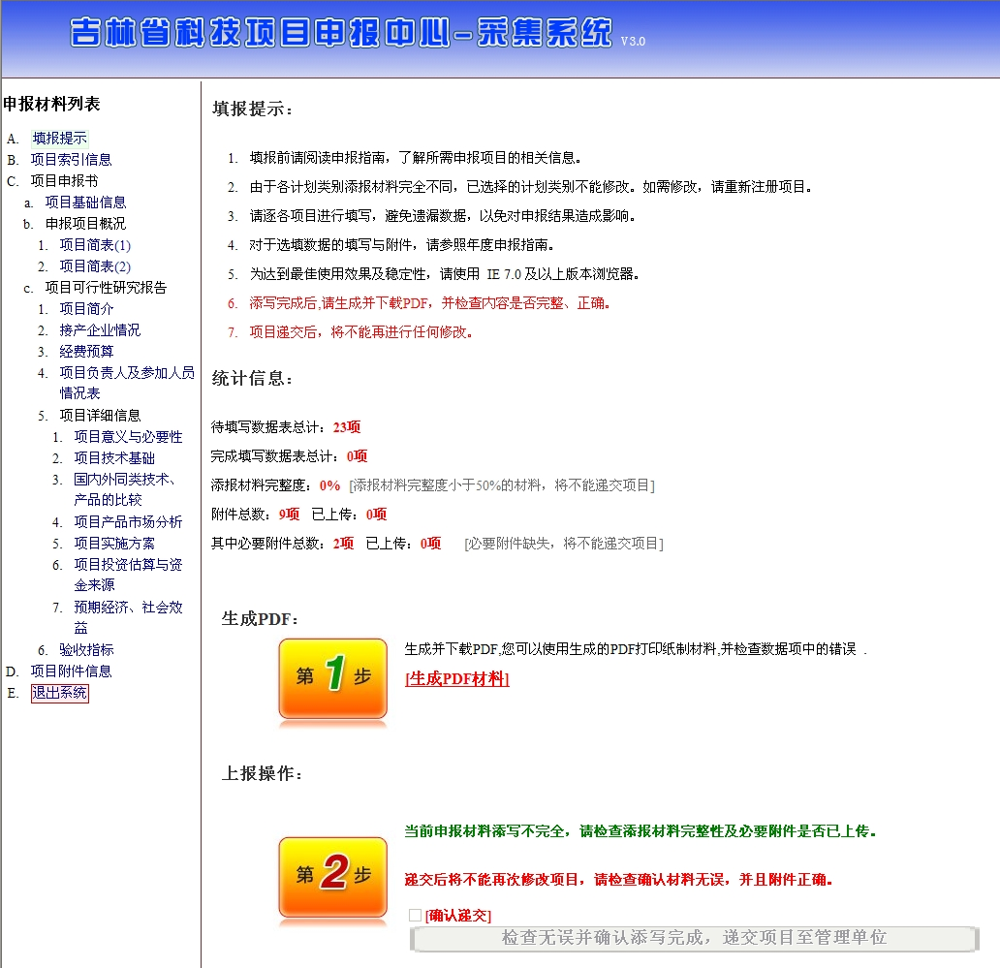 吉林省科技项目申报中心-采集系统 V3.0
申报材料列表
A. 填报提示
B. 项目索引信息
C. 项目申报书
a. 项目基础信息
b. 申报项目概况
1. 项目简表(1)
2. 项目简表(2)
c. 项目可行性研究报告
1. 项目简介
2. 接产企业情况
3. 经费预算
4. 项目负责人及参加人员
情况表
5. 项目详细信息
1. 项目意义与必要性
2. 项目技术基础
3. 国内外同类技术、
产品的比较
4. 项目产品市场分析
5. 项目实施方案
6. 项目投资估算与资
金来源
7. 预期经济、社会效
益
6. 验收指标
D. 项目附件信息
E. 退出系统
填报提示：
1. 填报前请阅读申报指南，了解所需申报项目的相关信息。
2. 由于各计划类别添报材料完全不同，已选择的计划类别不能修改。如需修改，请重新注册项目。
3. 请逐各项目进行填写，避免遗漏数据，以免对申报结果造成影响。
4. 对于选填数据的填写与附件，请参照年度申报指南。
5. 为达到最佳使用效果及稳定性，请使用 IE 7.0 及以上版本浏览器。
6. 添写完成后,请生成并下载PDF，并检查内容是否完整、正确。
7. 项目递交后，将不能再进行任何修改。
统计信息：
待填写数据表总计：23项
完成填写数据表总计：0项
添报材料完整度：0% [添报材料完整度小于50%的材料，将不能递交项目]
附件总数：9项 已上传：0项
其中必要附件总数：2项 已上传：0项 [必要附件缺失，将不能递交项目]
生成PDF：
第1步
生成并下载PDF,您可以使用生成的PDF打印纸制材料,并检查数据项中的错误 .
[生成PDF材料]
上报操作：
第2步
当前申报材料添写不完全，请检查添报材料完整性及必要附件是否已上传。
递交后将不能再次修改项目，请检查确认材料无误，并且附件正确。
[确认递交]
检查无误并确认添写完成，递交项目至管理单位